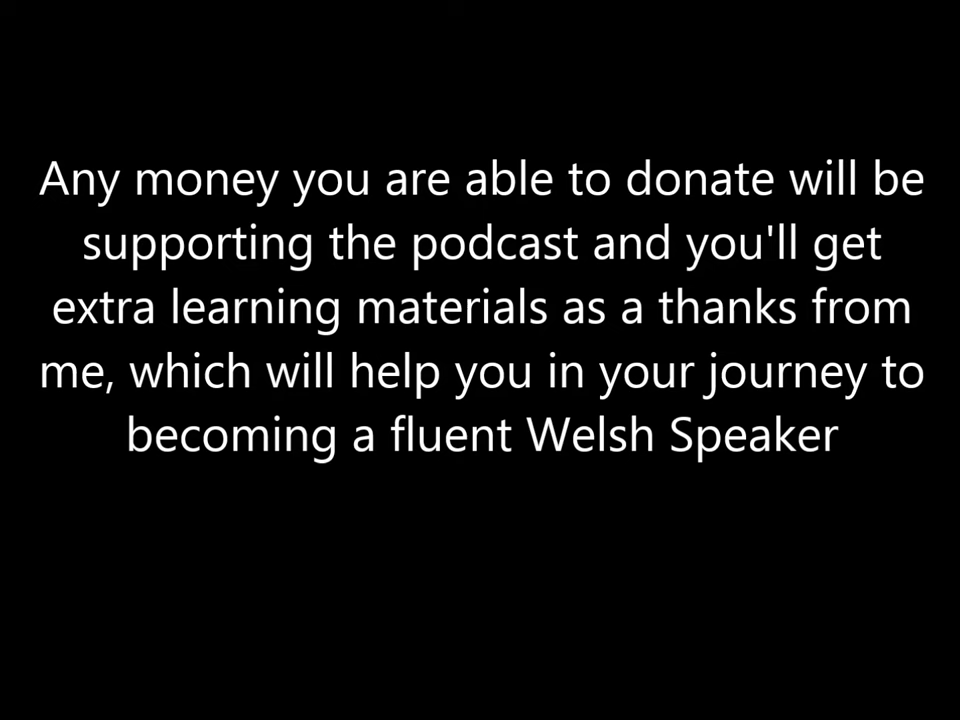 Any money you are able to donate will be
supporting the podcast and you'll get
extra learning materials as a thanks from
me, which will help you in your journey to
becoming a fluent Welsh Speaker